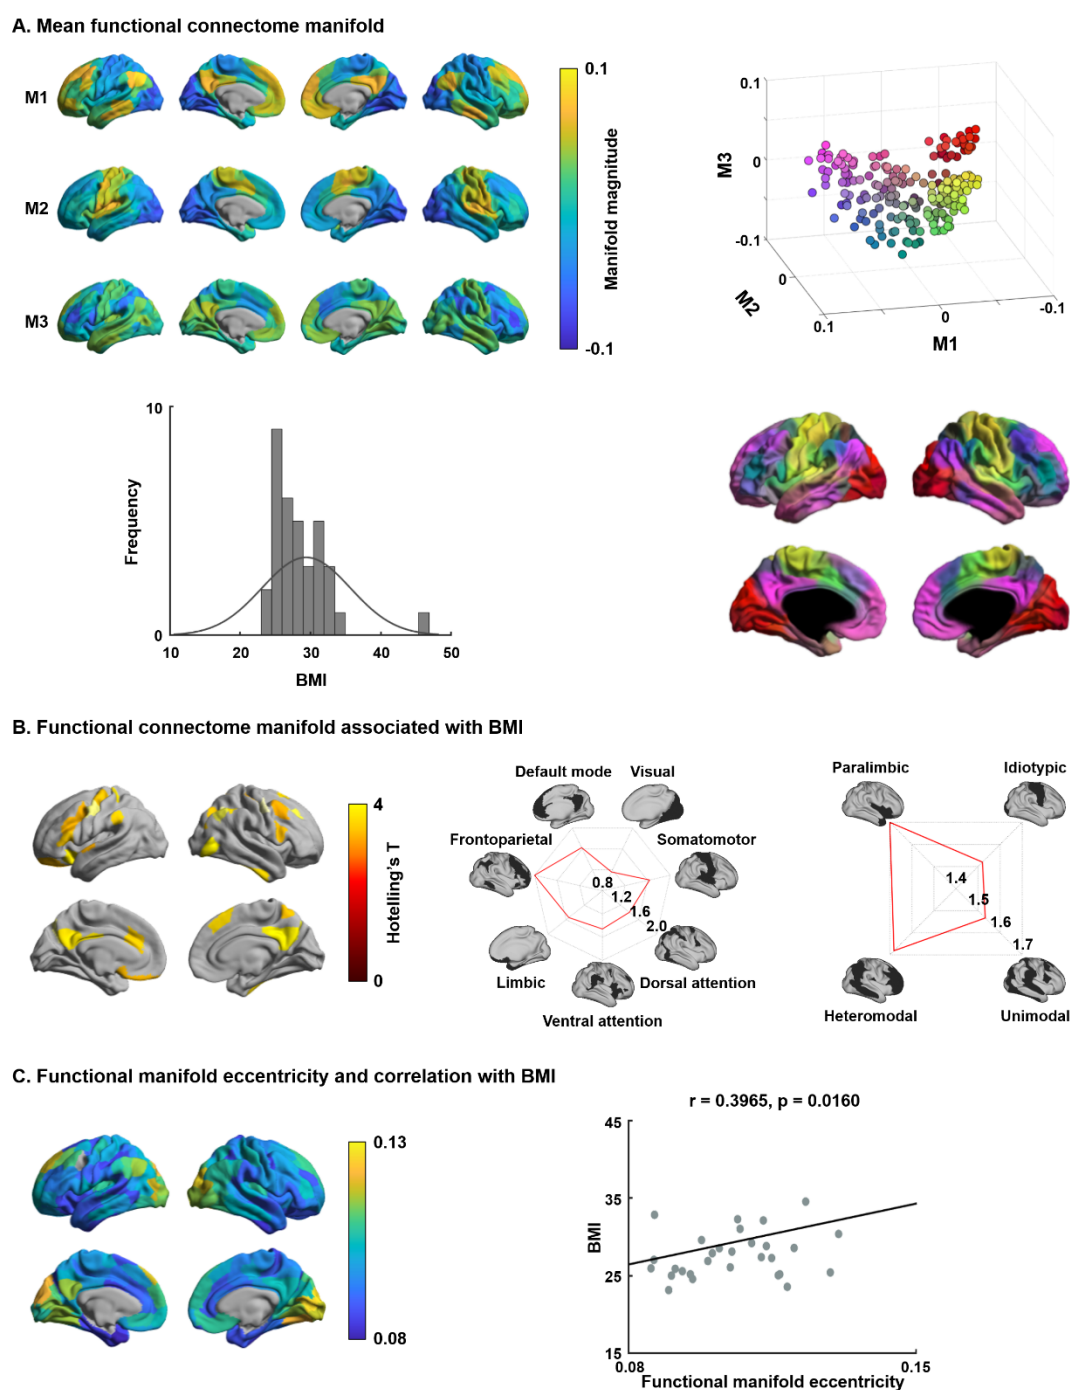 A. Mean functional connectome manifold
M1
M2
M3
0.1
Manifold magnitude
-0.1
0.1
0
-0.1
M3
0
M2
0.1
0
-0.1
M1
10
Frequency
0
10 20 30 40 50
BMI
B. Functional connectome manifold associated with BMI
4
Hotelling's T
0
Default mode Visual
Frontoparietal Somatomotor
0.8
1.2
1.6
2.0
Limbic Dorsal attention
Ventral attention
Paralimbic Idiotypic
1.4
1.5
1.6
1.7
Heteromodal Unimodal
C. Functional manifold eccentricity and correlation with BMI
0.13
0.08
r = 0.3965, p = 0.0160
45
35
BMI
25
15
0.08 0.15
Functional manifold eccentricity